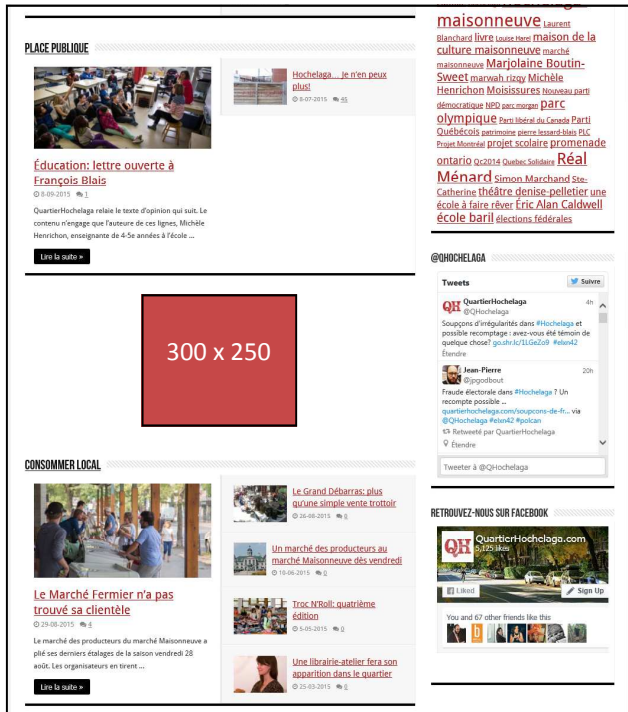 PLACE PUBLIQUE
Éducation: lettre ouverte à
François Blais
8-09-2015 1
QuartierHochelaga relaie le texte d'opinion qui suit. Le
contenu n'engage que l'auteure de ces lignes, Michèle
Henrichon, enseignante de 4-5e années à l'école ...
Lire la suite »
Hochelaga… Je n'en peux
plus!
8-07-2015 45
300 x 250
CONSOMMER LOCAL
Le Marché Fermier n'a pas
trouvé sa clientèle
29-08-2015 4
Le marché des producteurs du marché Maisonneuve a
plié ses derniers étalages de la saison vendredi 28
août. Les organisateurs en tirent ...
Lire la suite »
Le Grand Débarras: plus
qu'une simple vente trottoir
26-08-2015 0
Un marché des producteurs au
marché Maisonneuve dès vendredi
10-06-2015 0
Troc N'Roll: quatrième
édition
5-05-2015 0
Une librairie-atelier fera son
apparition dans le quartier
25-03-2015 0
maisonneuve Laurent
Blanchard livre Louise Harel maison de la
culture maisonneuve marché
maisonneuve Marjolaine Boutin-
Sweet marwah rizqy Michèle
Henrichon Moisissures Nouveau parti
démocratique NPD parc morgan parc
olympique Parti libéral du Canada Parti
Québécois patrimoine pierre lessard-blais PLC
Projet Montréal projet scolaire promenade
ontario Qc2014 Quebec Solidaire Réal
Ménard Simon Marchand Ste-
Catherine théâtre denise-pelletier une
école à faire rêver Éric Alan Caldwell
école baril élections fédérales
@QHOCHELAGA
Tweets Suivre
QH QuartierHochelaga 4h
@QHochelaga
Soupçons d'irrégularités dans #Hochelaga et
possible recomptage : avez-vous été témoin de
quelque chose? go.shr.lc/1LGeZo9 #elxn42
Étendre
Jean-Pierre 20h
@jpgodbout
Fraude électorale dans #Hochelaga ? Un
recompte possible ...
quartierhochelaga.com/soupcons-de-fr... via
@QHochelaga #elxn42 #polcan
Retweeté par QuartierHochelaga
Étendre
Tweeter à @QHochelaga
RETROUVEZ-NOUS SUR FACEBOOK
QH QuartierHochelaga.com
5,125 likes
Liked Sign Up
You and 67 other friends like this